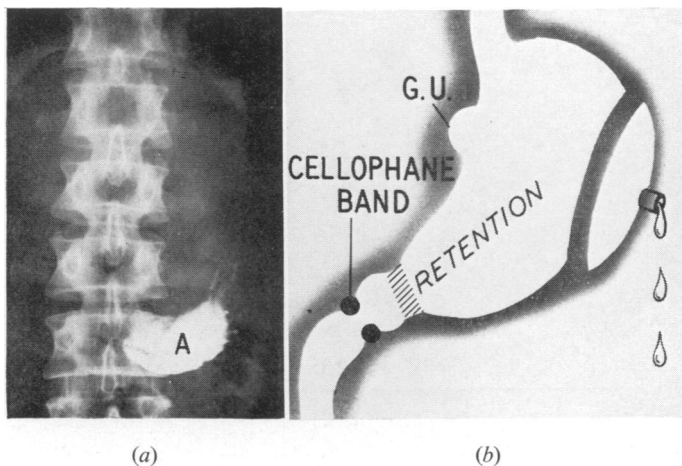 A
G.U.
CELLOPHANE
BAND
RETENTION
(a)
(b)